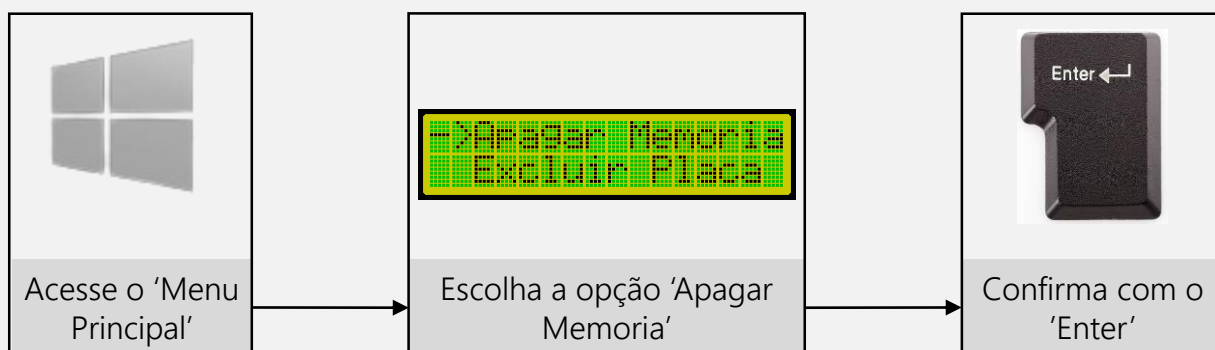 ->Apagar Memoria
Excluir Placa
Enter
Acesse o ‘Menu
Principal’
Escolha a opção ‘Apagar
Memoria’
Confirma com o
’Enter’